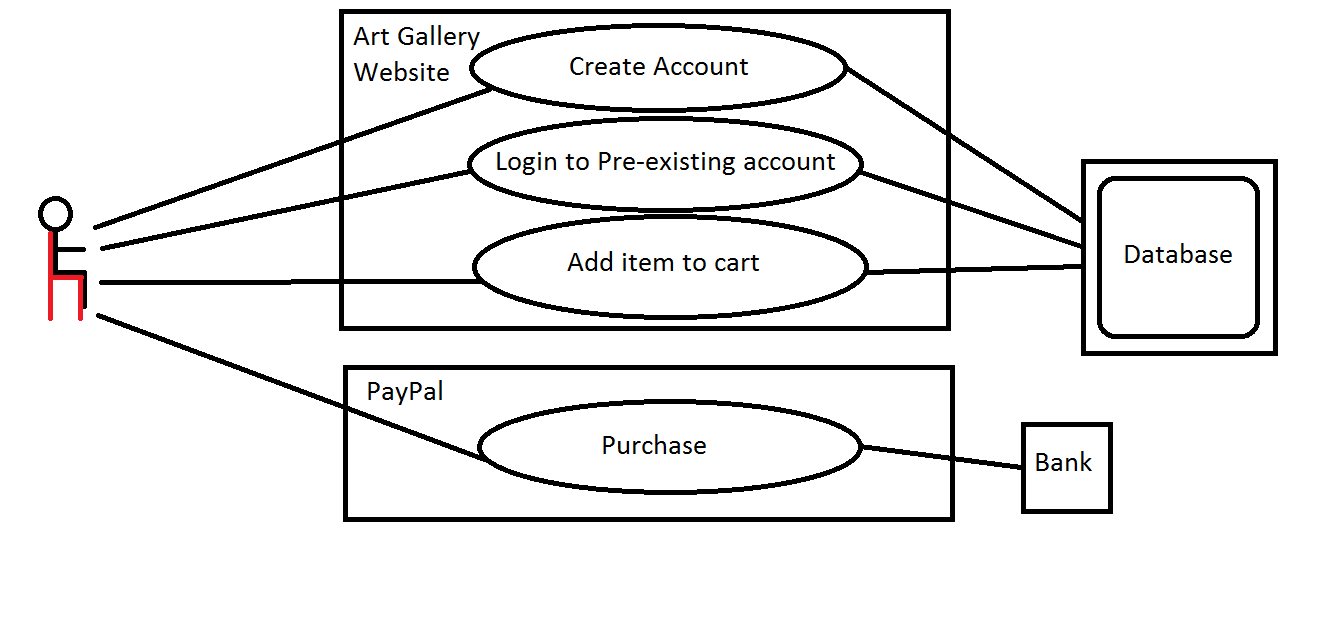 Art Gallery
Website
Create Account
Login to Pre-existing account
Add item to cart
Database
PayPal
Purchase
Bank